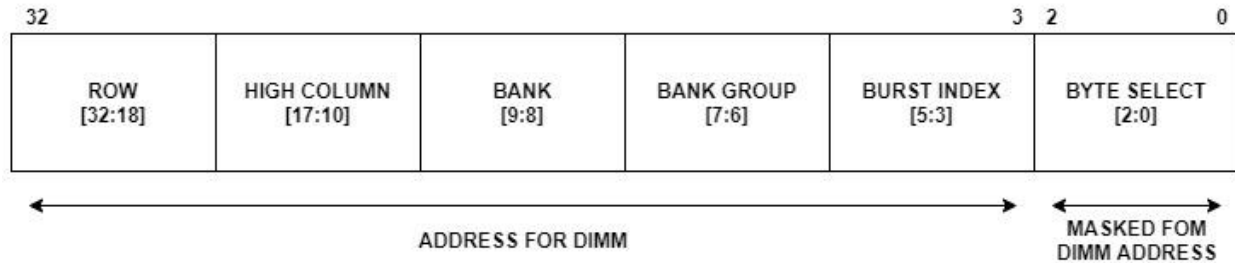 32 3 2 0
ROW HIGH COLUMN BANK BANK GROUP BURST INDEX BYTE SELECT
[32:18] [17:10] [9:8] [7:6] [5:3] [2:0]
ADDRESS FOR DIMM
MASKED FOM
DIMM ADDRESS